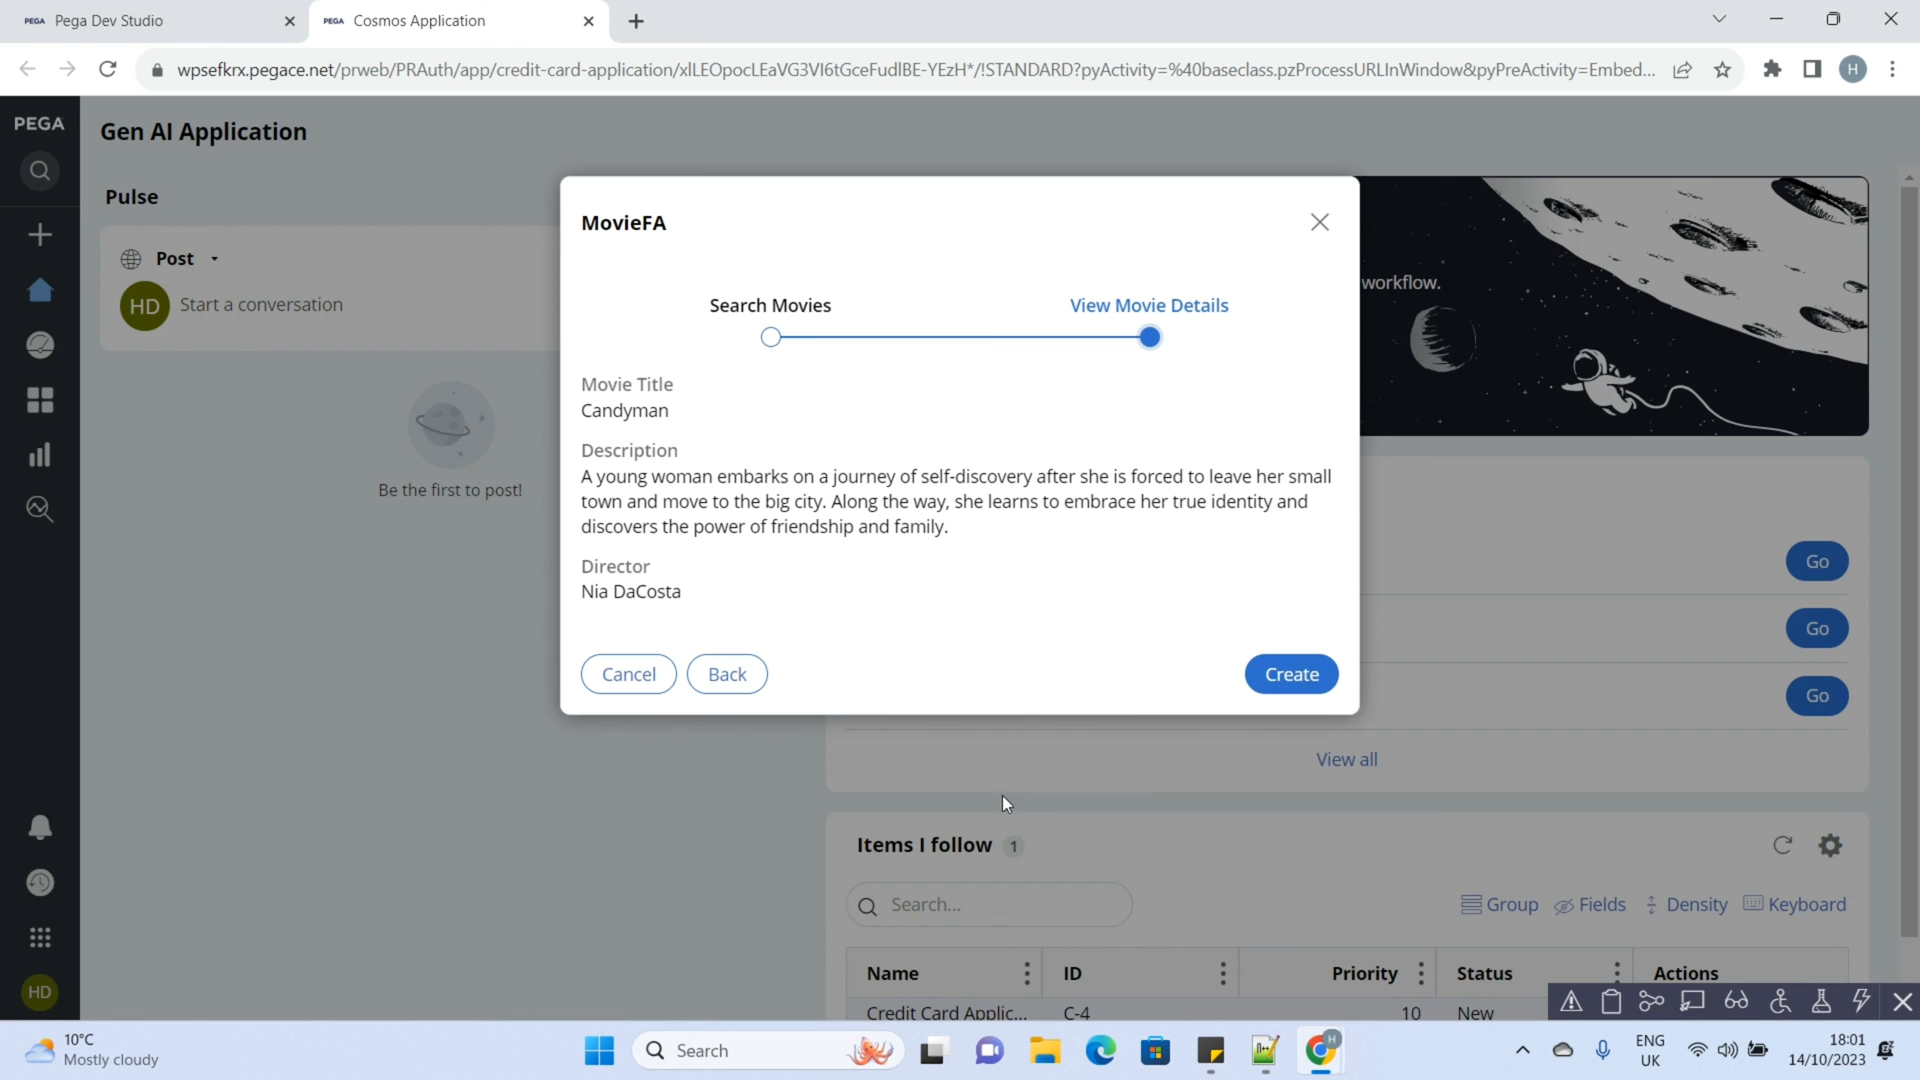 PEGA Pega Dev Studio
PEGA Cosmos Application
wpsefkrx.pegace.net/prweb/PRAuth/app/credit-card-application/xlLEOpocLEaVG3VI6tGceFudlBE-YEzH*/!STANDARD?pyActivity=%40baseclass.pzProcessURLInWindow&pyPreActivity=Embed...
H
PEGA
Gen AI Application
Pulse
Post
HD Start a conversation
Be the first to post!
workflow.
MovieFA
Search Movies
View Movie Details
Movie Title
Candyman
Description
A young woman embarks on a journey of self-discovery after she is forced to leave her small
town and move to the big city. Along the way, she learns to embrace her true identity and
discovers the power of friendship and family.
Director
Nia DaCosta
Cancel
Back
Create
Go
Go
Go
View all
Items I follow 1
Search...
Group
Fields
Density
Keyboard
Name
ID
Priority
Status
Actions
Credit Card Applic...
C-4
10
New
HD
10°C
Mostly cloudy
Search
H
ENG
UK
18:01
14/10/2023